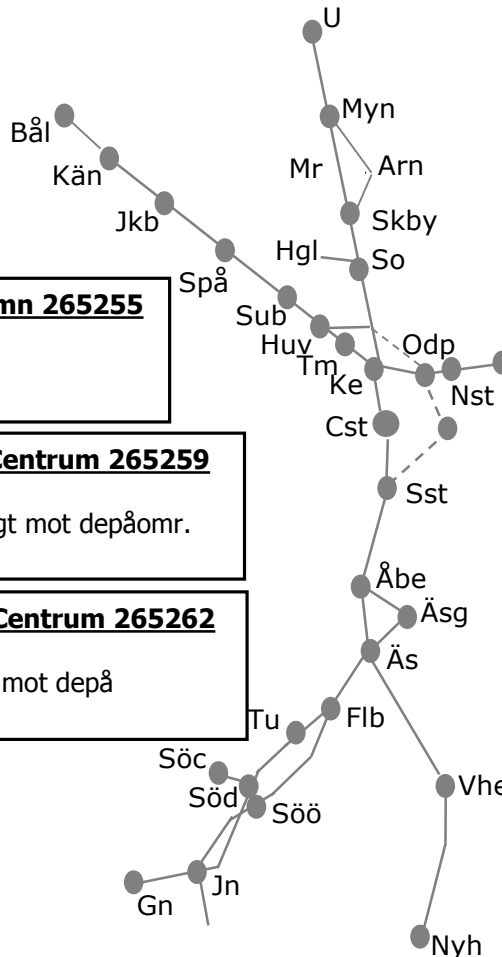 U
Myn
Bål
Mr
Arn
Kän
Jkb
Skby
Hgl
So
Spå
265255
Sub
Odp
Huv
Tm
Ke
Nst
Cst
Centrum 265259
Sst
mot depåomr.
Åbe
Äsg
Centrum 265262
Äs
mot depå
Flb
Tu
Söc
Vhe
Söd
Söö
Jn
Gn
Nyh